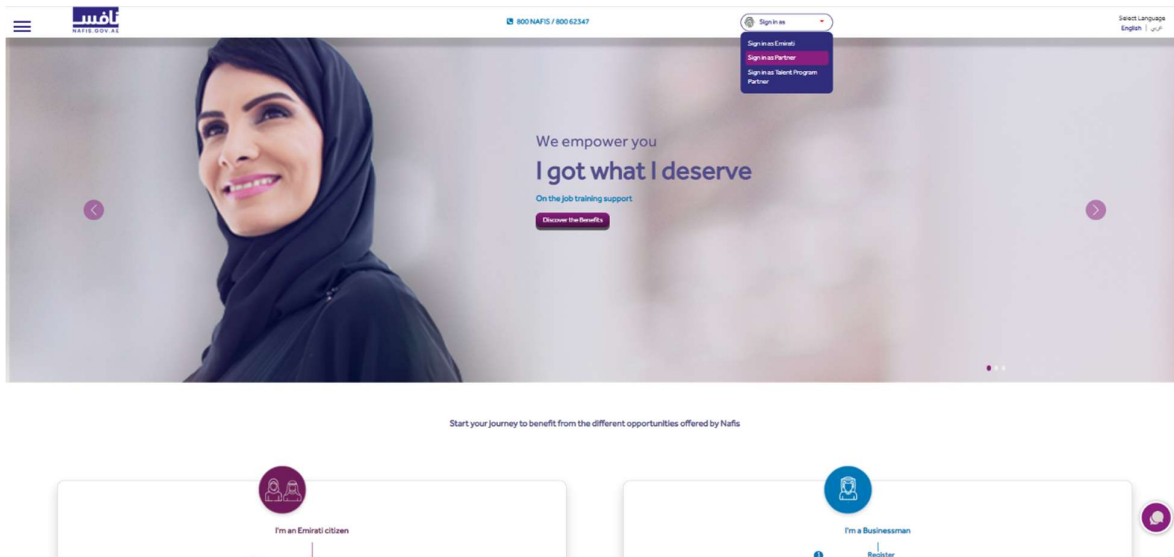 نافس
NAFIS.GOV.AE
800 NAFIS / 800 62347
Sign in as
Sign in as Emirati
Sign in as Partner
Sign in as Talent Program
Partner
Select Language
English | عربي
We empower you
I got what I deserve
On the job training support
Discover the Benefits
Start your journey to benefit from the different opportunities offered by Nafis
I'm an Emirati citizen
I'm a Businessman
1
Register